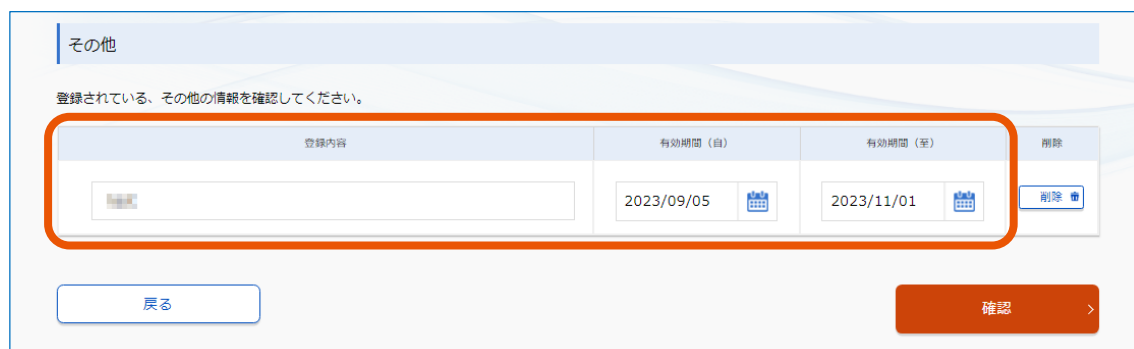 その他
登録されている、その他の情報を確認してください。
登録内容 有効期間（自） 有効期間（至） 削除
2023/09/05 2023/11/01 削除
戻る 確認